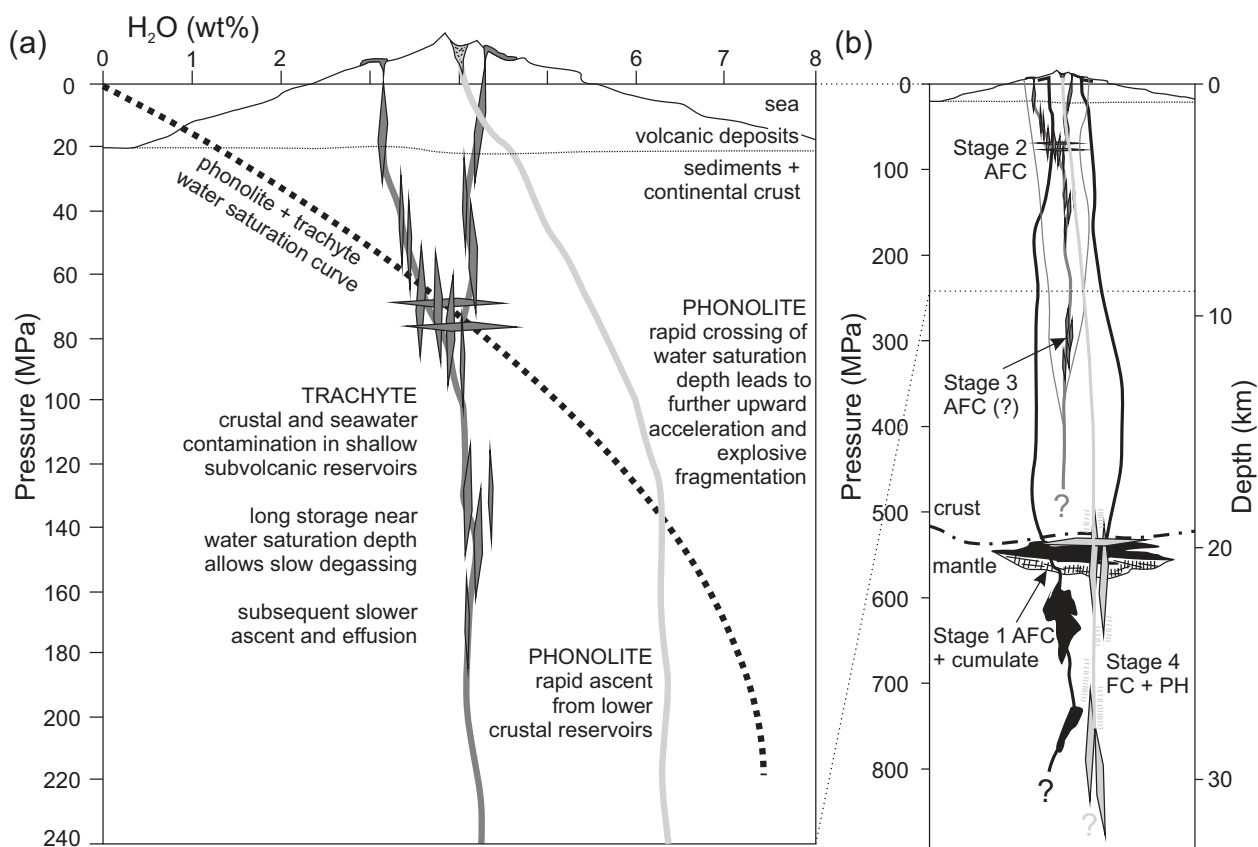 (a)
H2O (wt%)
0 1 2 6 7 8
Pressure (MPa)
0
20
40
60
80
100
120
140
160
180
200
220
240
sea
volcanic deposits
sediments +
continental crust
phonolite + trachyte
water saturation curve
TRACHYTE
crustal and seawater
contamination in shallow
subvolcanic reservoirs
long storage near
water saturation depth
allows slow degassing
subsequent slower
ascent and effusion
PHONOLITE
rapid crossing of
water saturation
depth leads to
further upward
acceleration and
explosive
fragmentation
PHONOLITE
rapid ascent
from lower
crustal reservoirs
(b)
Pressure (MPa)
0
100
200
300
400
500
600
700
800
Depth (km)
0
10
20
30
Stage 2
AFC
Stage 3
AFC (?)
?
crust
mantle
Stage 1 AFC
+ cumulate
Stage 4
FC + PH
?
?